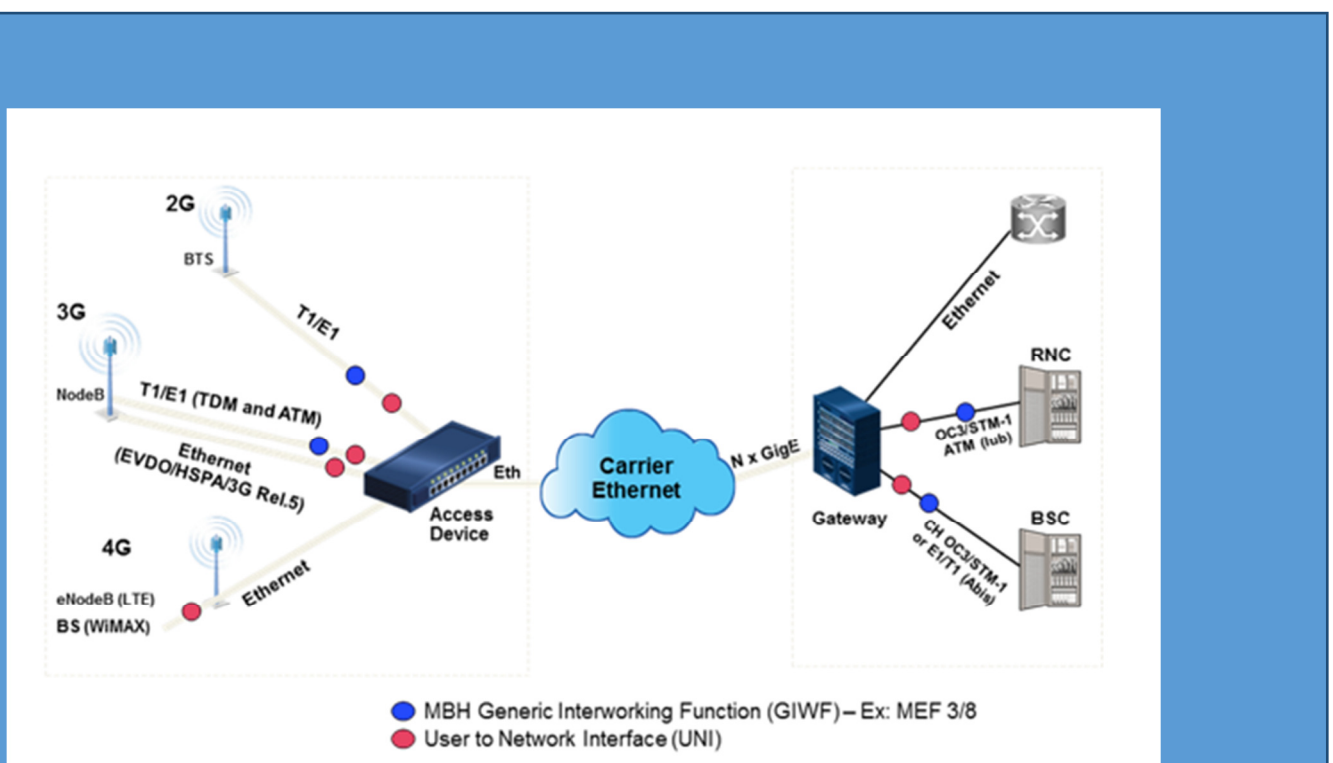 2G
BTS
T1/E1
3G
NodeB
T1/E1 (TDM and ATM)
Ethernet
(EVDO/HSPA/3G Rel.5)
4G
eNodeB (LTE)
BS (WiMAX)
Ethernet
Access
Device
Eth
Carrier
Ethernet
N x GigE
Gateway
Ethernet
RNC
OC3/STM-1
ATM (Iub)
BSC
CH OC3/STM-1
or E1/T1 (Abis)
MBH Generic Interworking Function (GIWF) – Ex: MEF 3/8
User to Network Interface (UNI)